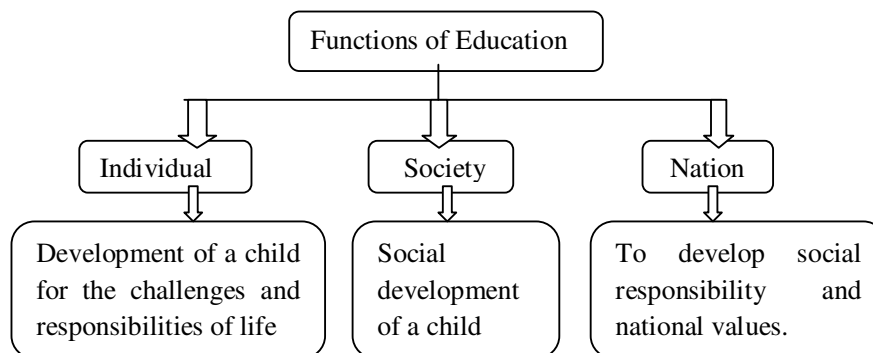 Functions of Education
Individual
Society
Nation
Development of a child
for the challenges and
responsibilities of life
Social
development
of a child
To develop social
responsibility and
national values.